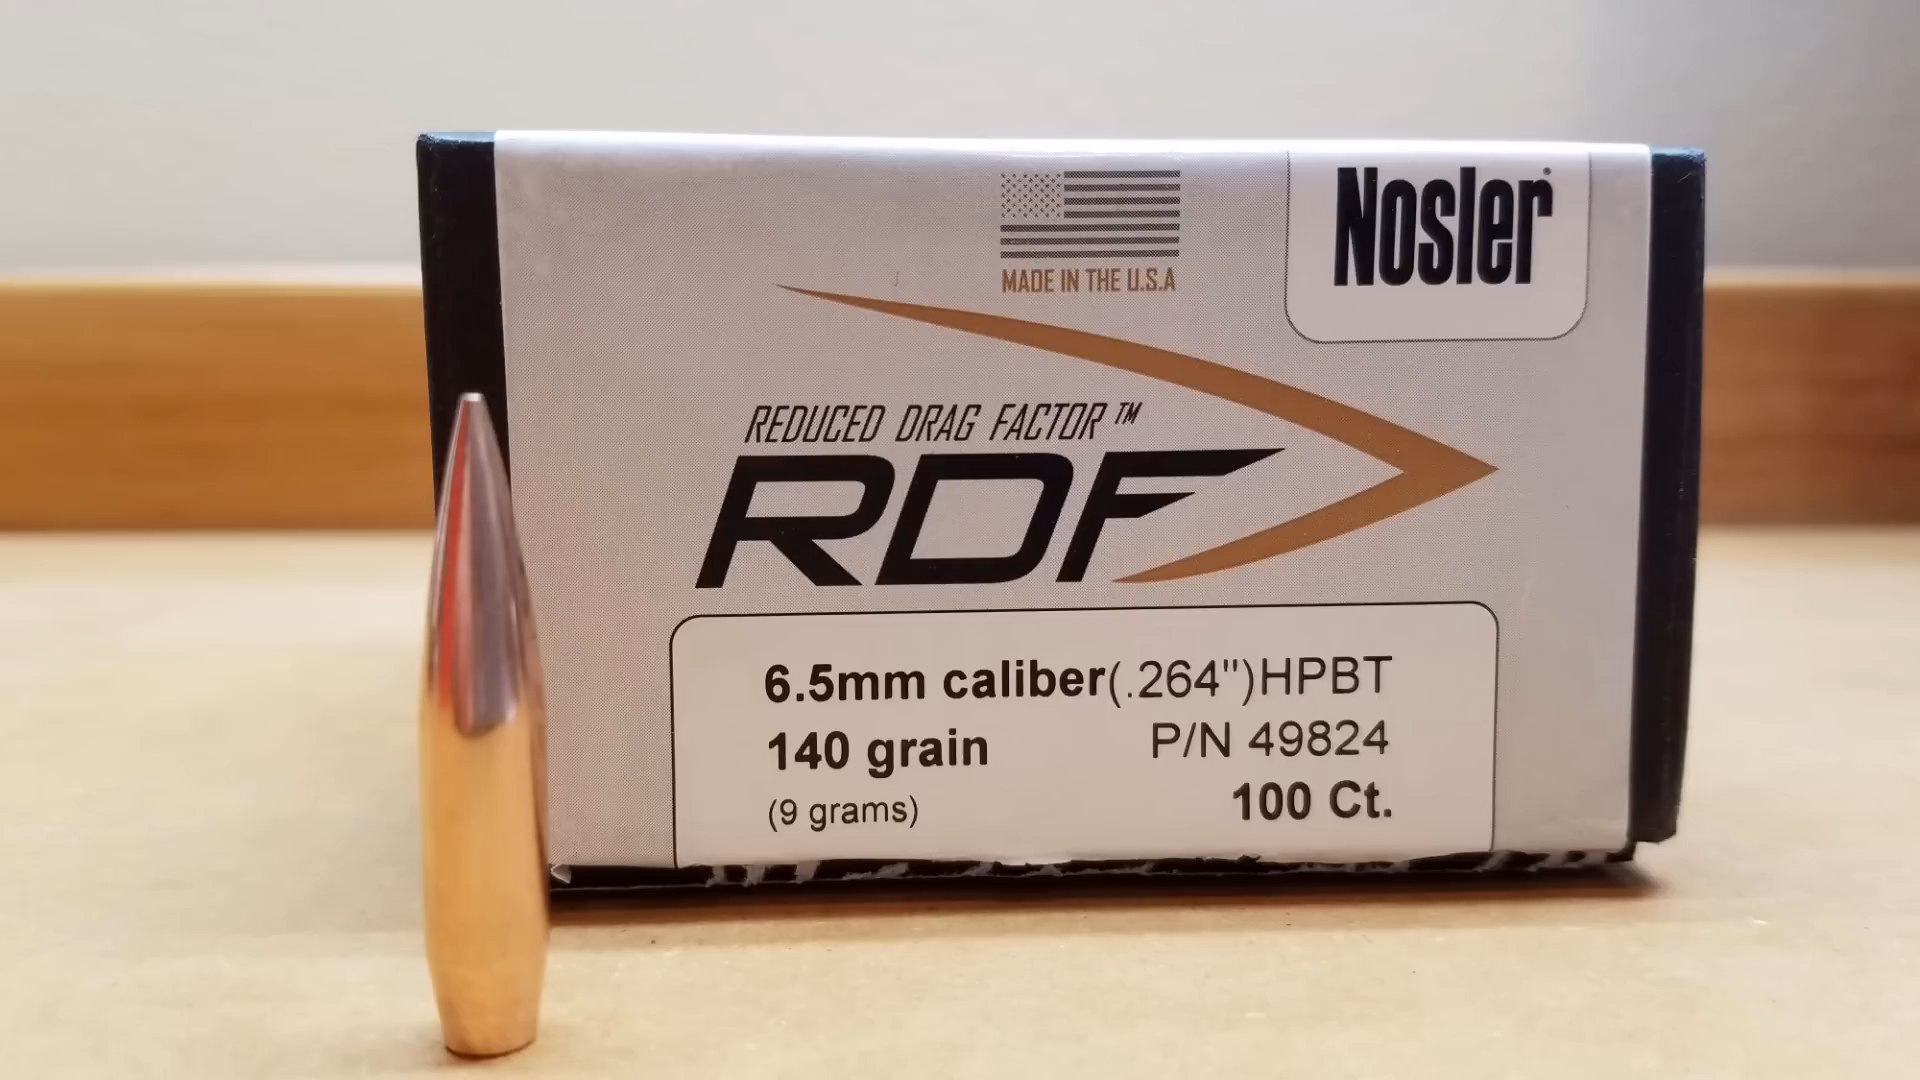 Nosler®
MADE IN THE U.S.A
REDUCED DRAG FACTOR™
RDF
6.5mm caliber(.264")HPBT
140 grain P/N 49824
(9 grams) 100 Ct.